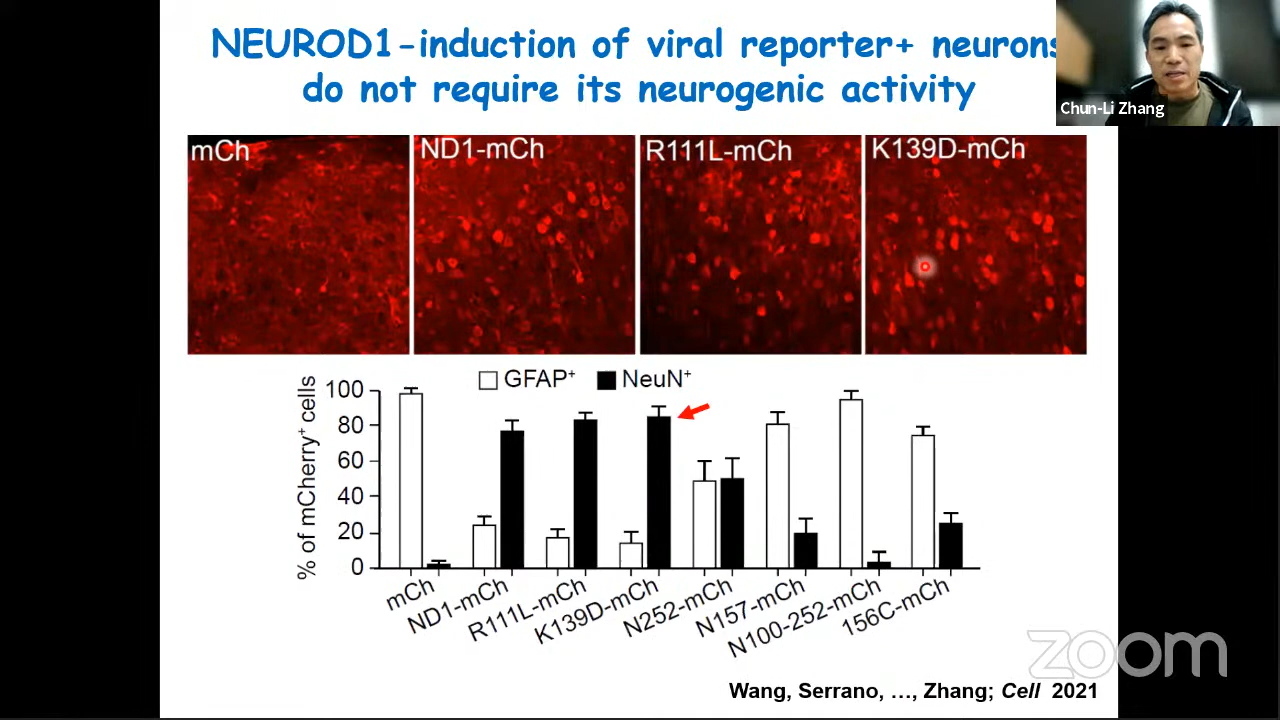 NEUROD1-induction of viral reporter+ neurons
do not require its neurogenic activity
Chun-Li Zhang
mCh
ND1-mCh
R111L-mCh
K139D-mCh
GFAP+
NeuN+
% of mCherry+ cells
100
80
60
40
20
0
mCh
ND1-mCh
R111L-mCh
K139D-mCh
N252-mCh
N157-mCh
N100-252-mCh
156C-mCh
zoom
Wang, Serrano, …, Zhang; Cell 2021